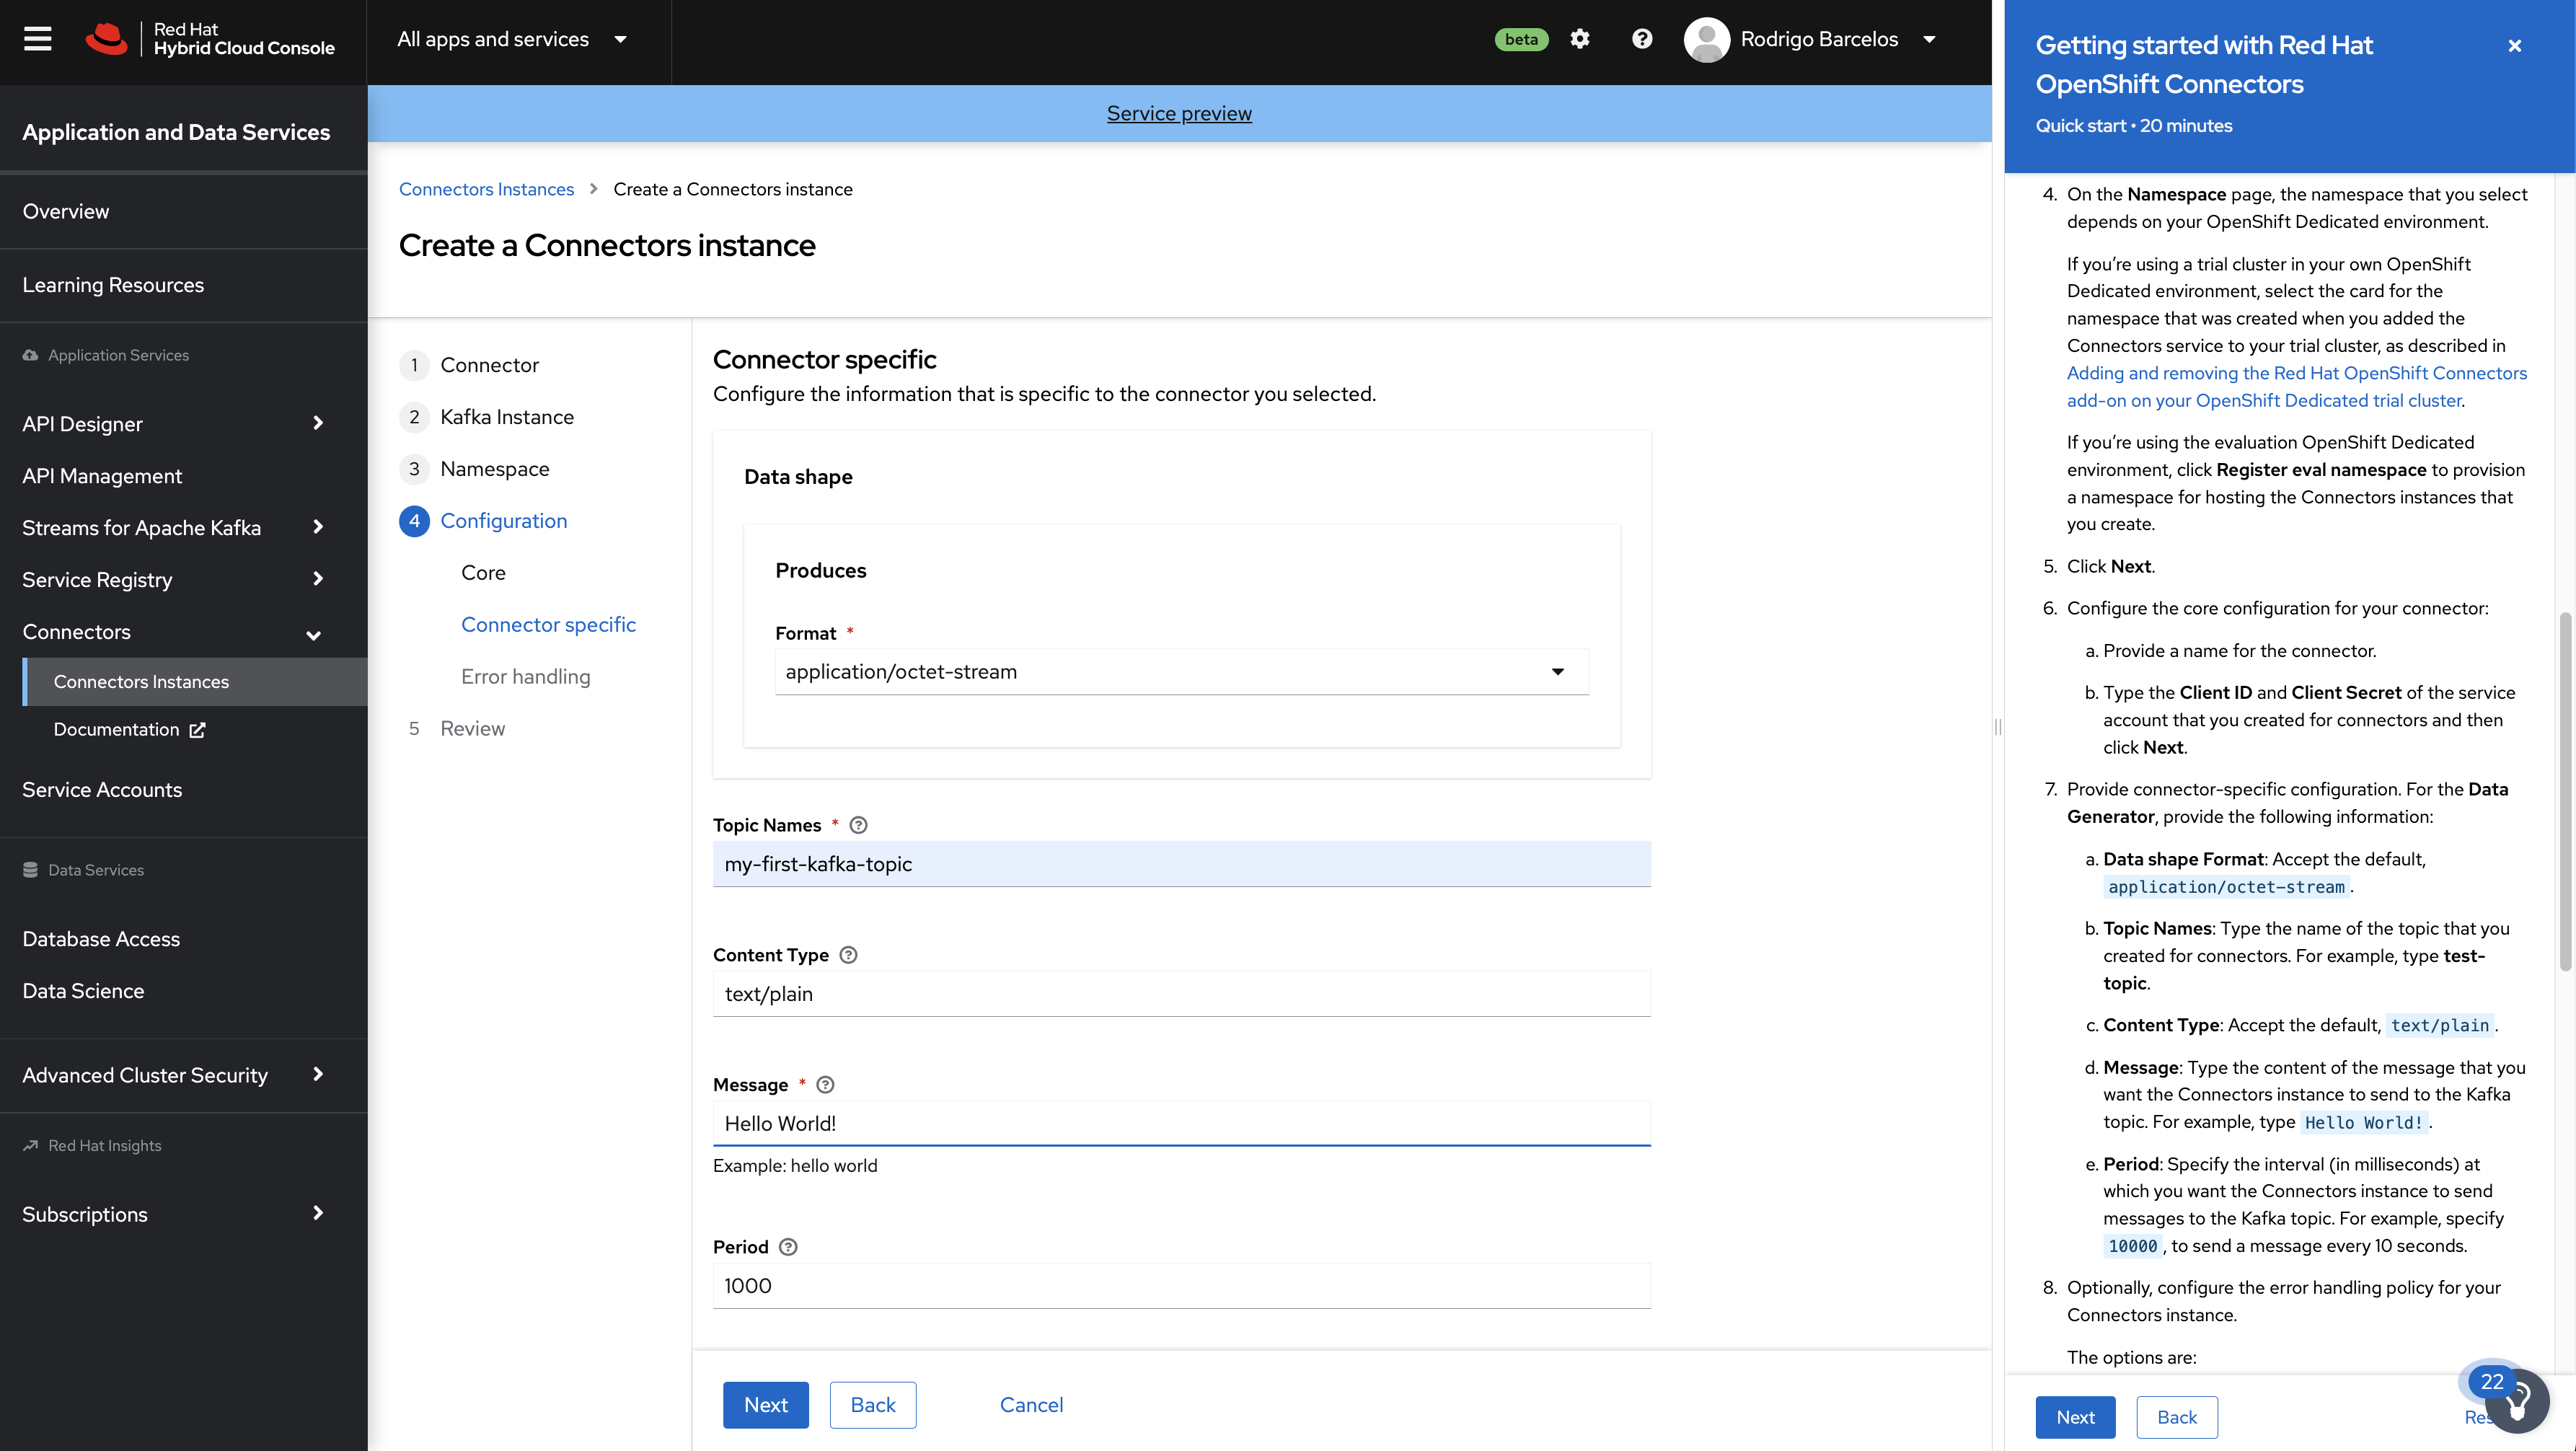 Red Hat
Hybrid Cloud Console
All apps and services
beta
Rodrigo Barcelos
Service preview
Application and Data Services
Overview
Learning Resources
Application Services
API Designer
API Management
Streams for Apache Kafka
Service Registry
Connectors
Connectors Instances
Documentation
Service Accounts
Data Services
Database Access
Data Science
Advanced Cluster Security
Red Hat Insights
Subscriptions
Connectors Instances > Create a Connectors instance
Create a Connectors instance
1 Connector
2 Kafka Instance
3 Namespace
4 Configuration
Core
Connector specific
Error handling
5 Review
Connector specific
Configure the information that is specific to the connector you selected.
Data shape
Produces
Format *
application/octet-stream
Topic Names *
my-first-kafka-topic
Content Type
text/plain
Message *
Hello World!
Example: hello world
Period
1000
Next Back Cancel
Getting started with Red Hat
OpenShift Connectors
Quick start • 20 minutes
4. On the Namespace page, the namespace that you select
depends on your OpenShift Dedicated environment.
If you’re using a trial cluster in your own OpenShift
Dedicated environment, select the card for the
namespace that was created when you added the
Connectors service to your trial cluster, as described in
Adding and removing the Red Hat OpenShift Connectors
add-on on your OpenShift Dedicated trial cluster.
If you’re using the evaluation OpenShift Dedicated
environment, click Register eval namespace to provision
a namespace for hosting the Connectors instances that
you create.
5. Click Next.
6. Configure the core configuration for your connector:
a. Provide a name for the connector.
b. Type the Client ID and Client Secret of the service
account that you created for connectors and then
click Next.
7. Provide connector-specific configuration. For the Data
Generator, provide the following information:
a. Data shape Format: Accept the default,
application/octet-stream.
b. Topic Names: Type the name of the topic that you
created for connectors. For example, type test-
topic.
c. Content Type: Accept the default, text/plain.
d. Message: Type the content of the message that you
want the Connectors instance to send to the Kafka
topic. For example, type Hello World!.
e. Period: Specify the interval (in milliseconds) at
which you want the Connectors instance to send
messages to the Kafka topic. For example, specify
10000, to send a message every 10 seconds.
8. Optionally, configure the error handling policy for your
Connectors instance.
The options are:
22
Next Back